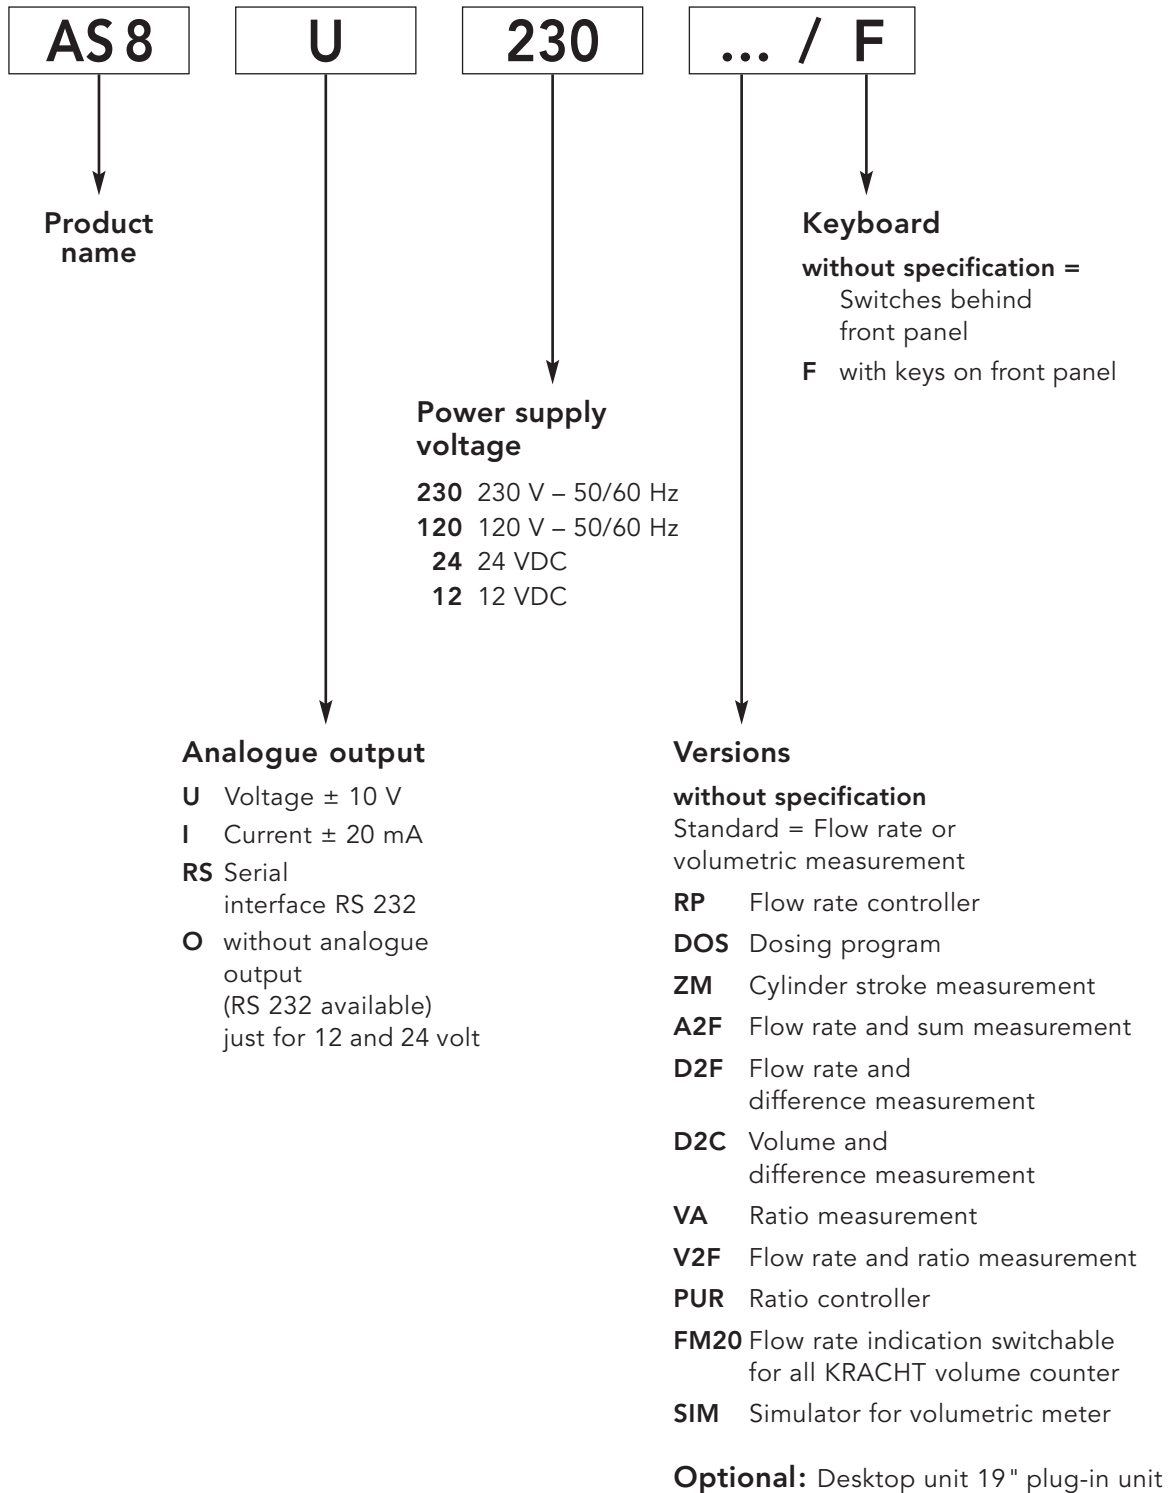 AS 8 U 230 ... / F
Product
name
Keyboard
without specification =
Switches behind
front panel
F with keys on front panel
Power supply
voltage
230 230 V – 50/60 Hz
120 120 V – 50/60 Hz
24 24 VDC
12 12 VDC
Analogue output
U Voltage ± 10 V
I Current ± 20 mA
RS Serial
interface RS 232
O without analogue
output
(RS 232 available)
just for 12 and 24 volt
Versions
without specification
Standard = Flow rate or
volumetric measurement
RP Flow rate controller
DOS Dosing program
ZM Cylinder stroke measurement
A2F Flow rate and sum measurement
D2F Flow rate and
difference measurement
D2C Volume and
difference measurement
VA Ratio measurement
V2F Flow rate and ratio measurement
PUR Ratio controller
FM20 Flow rate indication switchable
for all KRACHT volume counter
SIM Simulator for volumetric meter
Optional: Desktop unit 19" plug-in unit